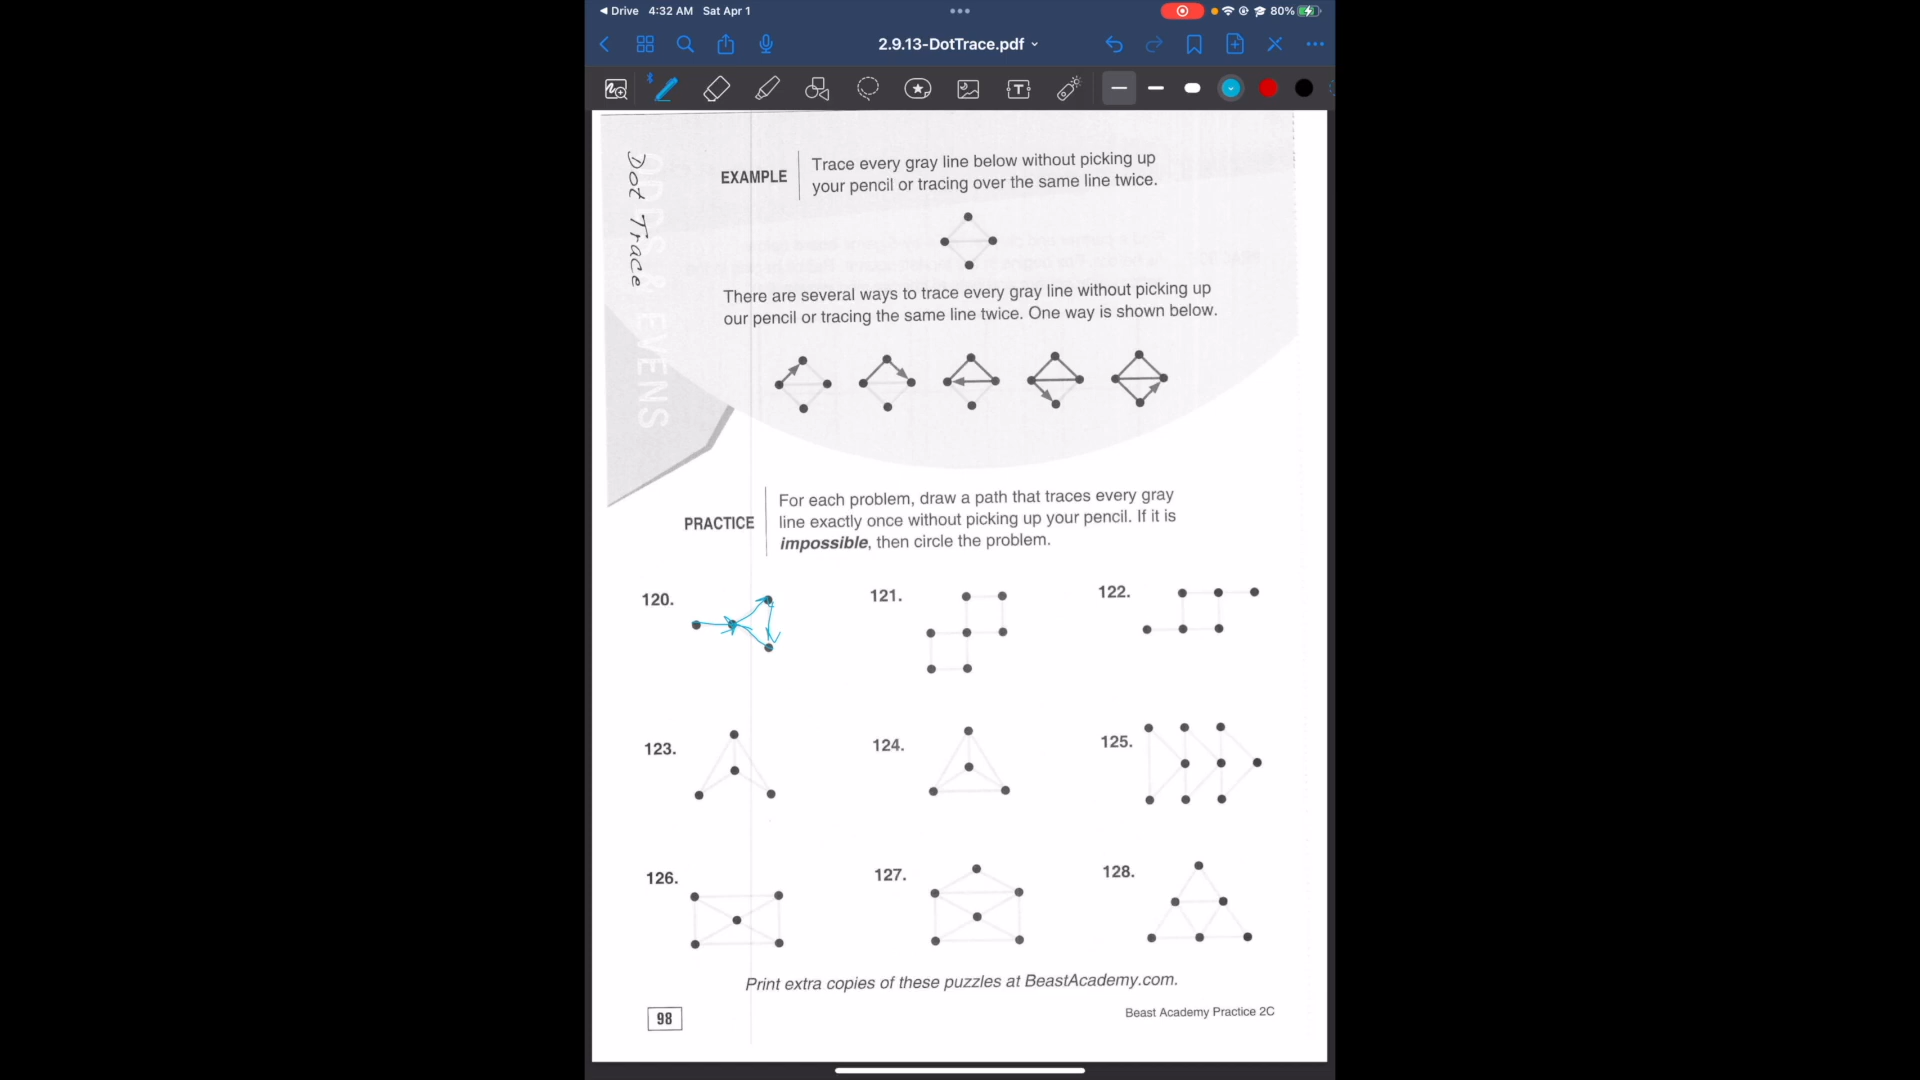 Drive 4:32 AM Sat Apr 1
80%
2.9.13-DotTrace.pdf
T
Dot Trace
ODDS & EVENS
EXAMPLE
Trace every gray line below without picking up
your pencil or tracing over the same line twice.
There are several ways to trace every gray line without picking up
our pencil or tracing the same line twice. One way is shown below.
PRACTICE
For each problem, draw a path that traces every gray
line exactly once without picking up your pencil. If it is
impossible, then circle the problem.
120.
121.
122.
123.
124.
125.
126.
127.
128.
Print extra copies of these puzzles at BeastAcademy.com.
98
Beast Academy Practice 2C